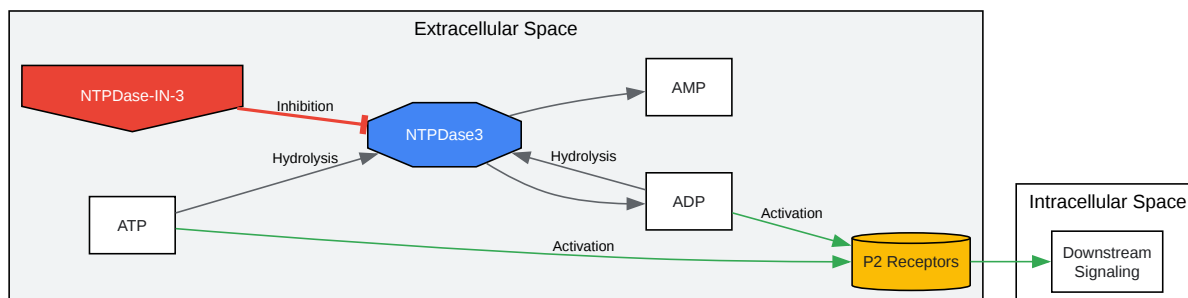 Extracellular Space
NTPDase-IN-3
Inhibition
NTPDase3
AMP
Hydrolysis
Hydrolysis
ATP
ADP
Activation
Activation
P2 Receptors
Intracellular Space
Downstream
Signaling